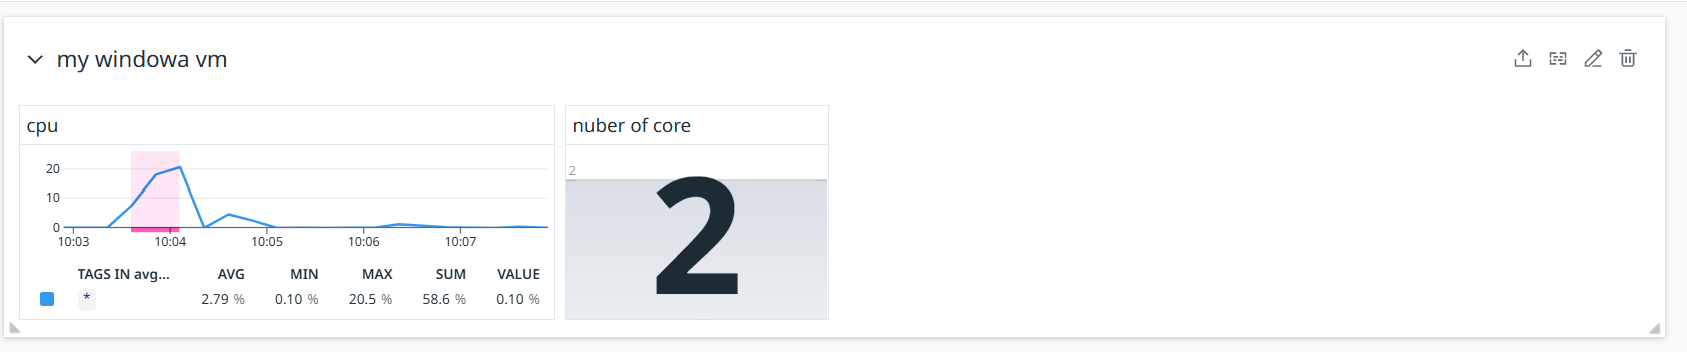 my windowa vm
cpu
20
10
0
10:03 10:04 10:05 10:06 10:07
TAGS IN avg... AVG MIN MAX SUM VALUE
* 2.79 % 0.10 % 20.5 % 58.6 % 0.10 %
nuber of core
2
2